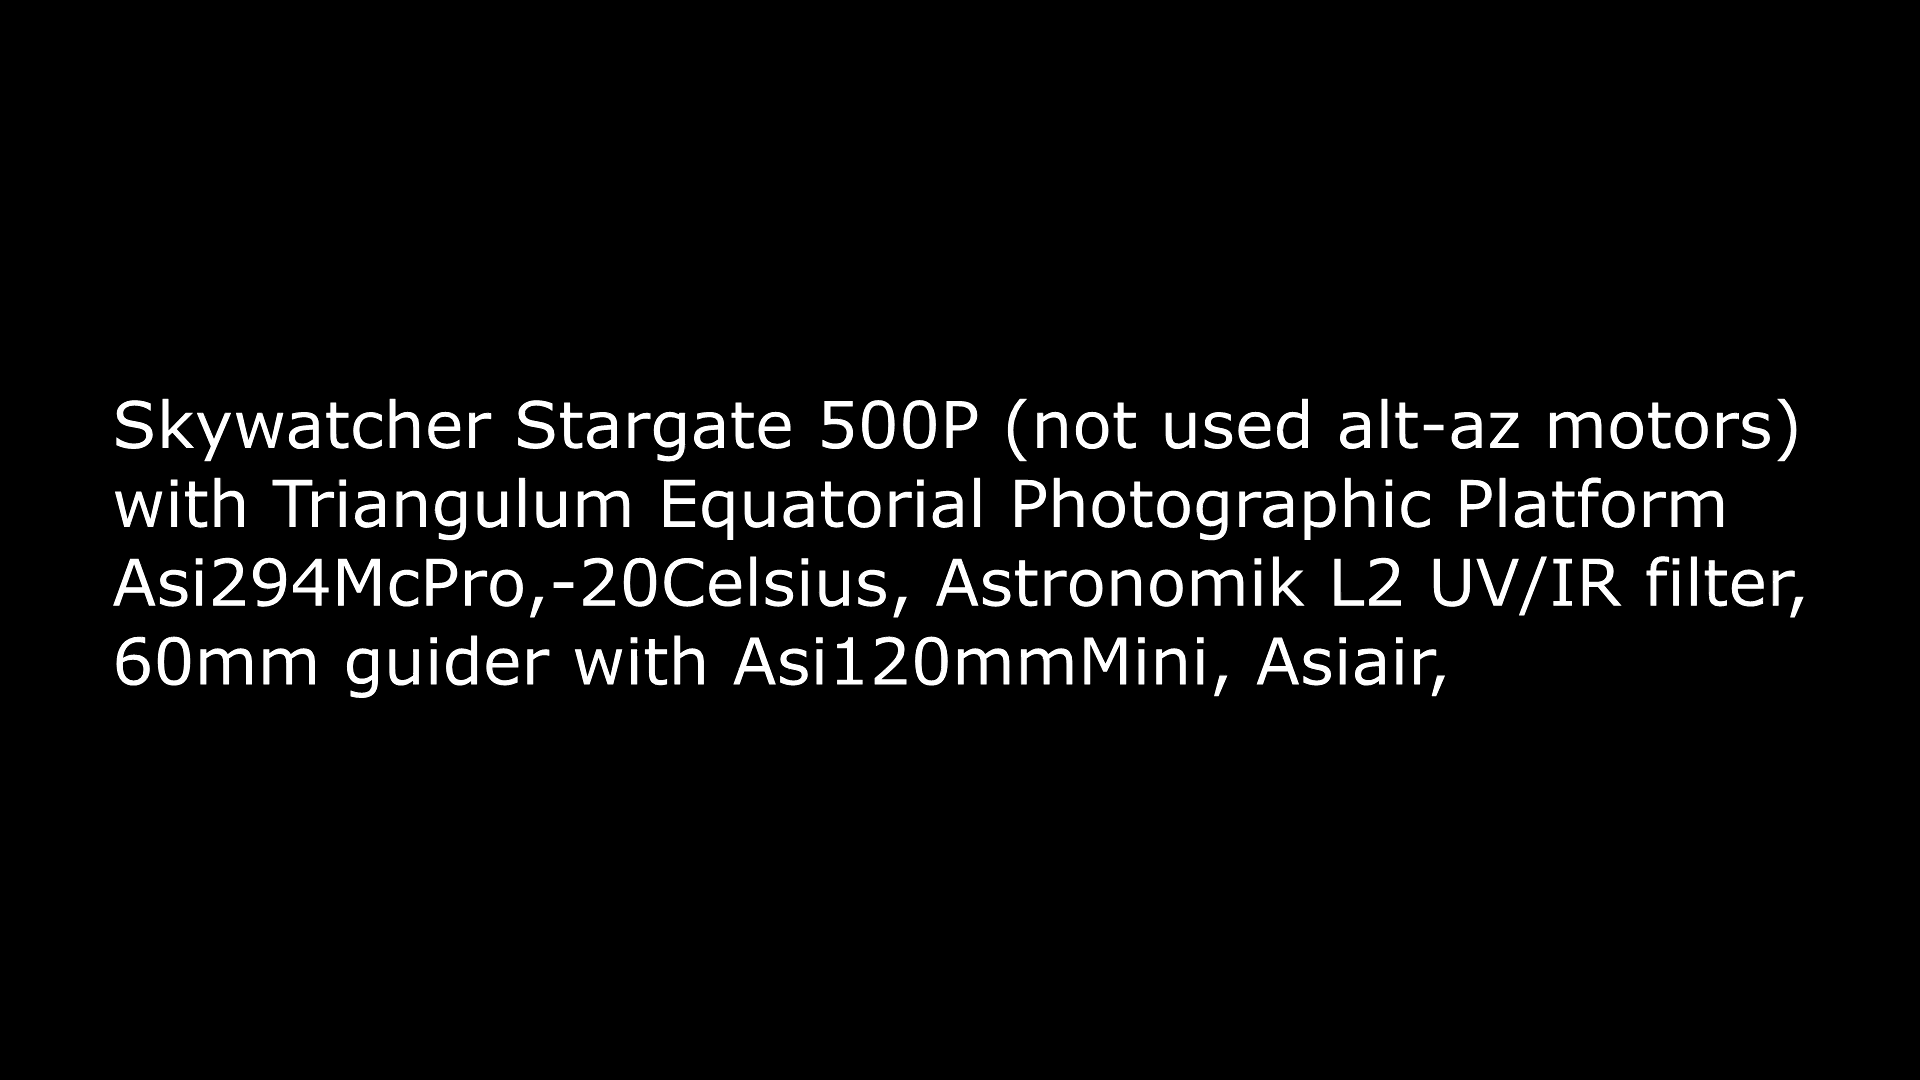 Skywatcher Stargate 500P (not used alt-az motors)
with Triangulum Equatorial Photographic Platform
Asi294McPro,-20Celsius, Astronomik L2 UV/IR filter,
60mm guider with Asi120mmMini, Asiair,